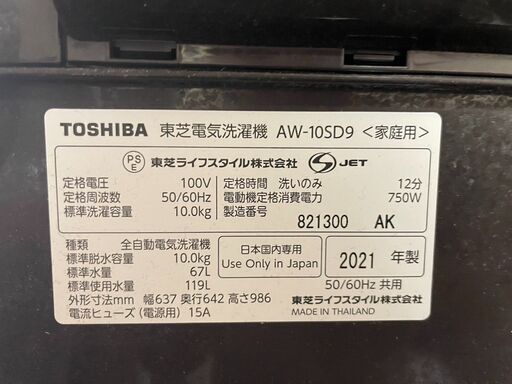 TOSHIBA 東芝電気洗濯機 AW-10SD9 <家庭用>
PS E 東芝ライフスタイル株式会社 S JET
定格電圧 100V
定格周波数 50/60Hz
標準洗濯容量 10.0kg
定格時間 洗いのみ 12分
電動機定格消費電力 750W
製造番号
821300 AK
種類 全自動電気洗濯機
標準脱水容量 10.0kg
標準水量 67L
標準使用水量 119L
外形寸法mm 幅637 奥行642 高さ986
電流ヒューズ (電源用) 15A
日本国内専用
Use Only in Japan
2021 年製
50/60Hz 共用
東芝ライフスタイル株式会社
MADE IN THAILAND